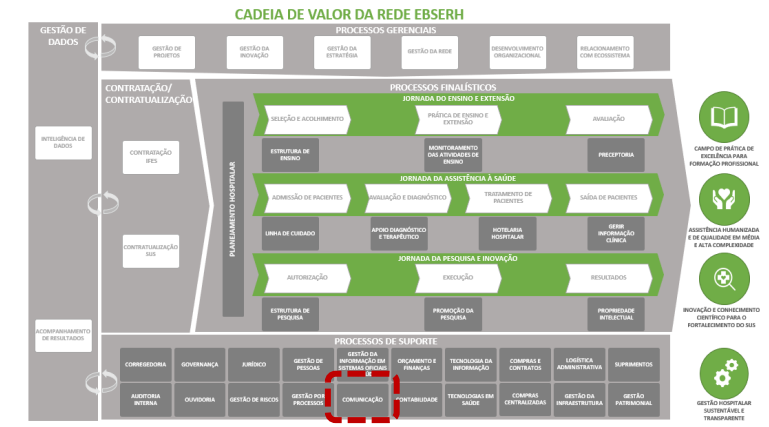 CADEIA DE VALOR DA REDE EBSERH
GESTÃO DE
DADOS
INTELIGÊNCIA DE
DADOS
ACOMPANHAMENTO
DE RESULTADOS
PROCESSOS GERENCIAIS
GESTÃO DE
PROJETOS
GESTÃO DA
INOVAÇÃO
GESTÃO DA
ESTRATÉGIA
GESTÃO DA REDE
DESENVOLVIMENTO
ORGANIZACIONAL
RELACIONAMENTO
COM ECOSSISTEMA
CONTRATAÇÃO/
CONTRATUALIZAÇÃO
CONTRATAÇÃO
IFES
CONTRATUALIZAÇÃO
SUS
PROCESSOS FINALÍSTICOS
PLANEJAMENTO HOSPITALAR
JORNADA DO ENSINO E EXTENSÃO
SELEÇÃO E ACOLHIMENTO
PRÁTICA DE ENSINO E
EXTENSÃO
AVALIAÇÃO
ESTRUTURA DE
ENSINO
MONITORAMENTO
DAS ATIVIDADES DE
ENSINO
PRECEPTORIA
JORNADA DA ASSISTÊNCIA À SAÚDE
ADMISSÃO DE PACIENTES
AVALIAÇÃO E DIAGNÓSTICO
TRATAMENTO DE
PACIENTES
SAÍDA DE PACIENTES
LINHA DE CUIDADO
APOIO DIAGNÓSTICO
E TERAPÊUTICO
HOTELARIA
HOSPITALAR
GERIR
INFORMAÇÃO
CLÍNICA
JORNADA DA PESQUISA E INOVAÇÃO
AUTORIZAÇÃO
EXECUÇÃO
RESULTADOS
ESTRUTURA DE
PESQUISA
PROMOÇÃO DA
PESQUISA
PROPRIEDADE
INTELECTUAL
PROCESSOS DE SUPORTE
CORREGEDORIA
GOVERNANÇA
JURÍDICO
GESTÃO DE
PESSOAS
GESTÃO DA
INFORMAÇÃO EM
SISTEMAS OFICIAIS
ORÇAMENTO E
FINANÇAS
TECNOLOGIA DA
INFORMAÇÃO
COMPRAS E
CONTRATOS
LOGÍSTICA
ADMINISTRATIVA
SUPRIMENTOS
AUDITORIA
INTERNA
OUVIDORIA
GESTÃO DE RISCOS
GESTÃO POR
PROCESSOS
COMUNICAÇÃO
CONTABILIDADE
TECNOLOGIAS EM
SAÚDE
COMPRAS
CENTRALIZADAS
GESTÃO DA
INFRAESTRUTURA
GESTÃO
PATRIMONIAL
CAMPO DE PRÁTICA DE
EXCELÊNCIA PARA
FORMAÇÃO PROFISSIONAL
ASSISTÊNCIA HUMANIZADA
E DE QUALIDADE EM MÉDIA
E ALTA COMPLEXIDADE
INOVAÇÃO E CONHECIMENTO
CIENTÍFICO PARA O
FORTALECIMENTO DO SUS
GESTÃO HOSPITALAR
SUSTENTÁVEL E
TRANSPARENTE